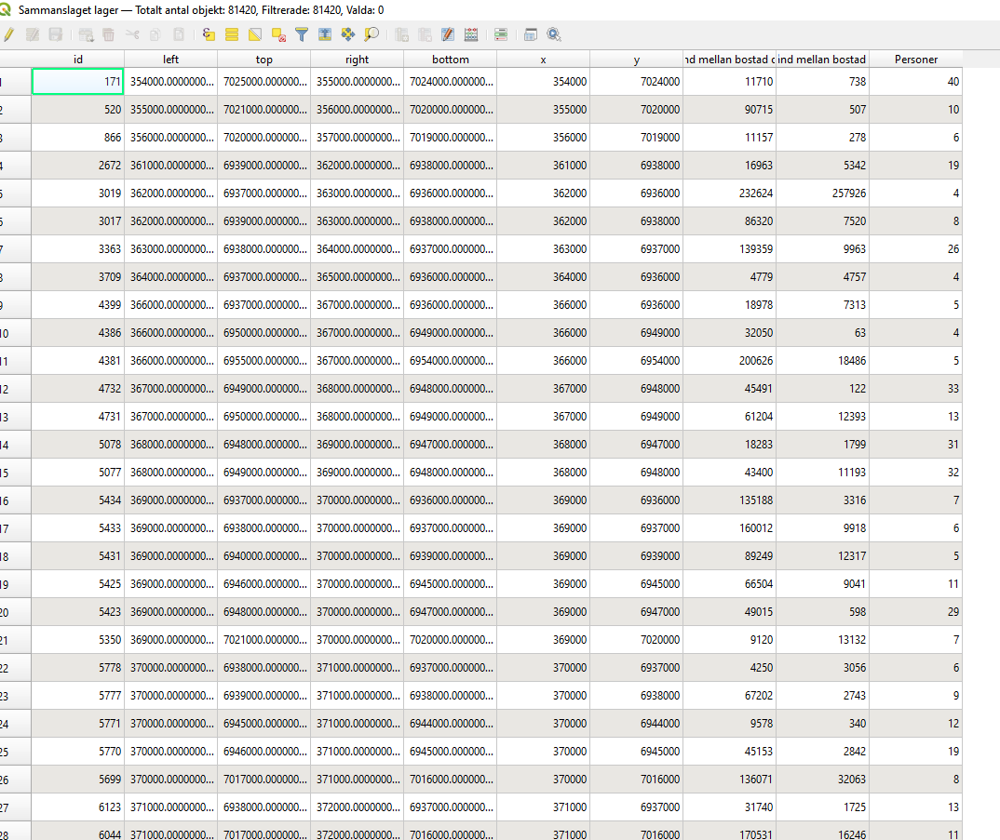 Sammanslaget lager — Totalt antal objekt: 81420, Filtrerade: 81420, Valda: 0
id left top right bottom x y nd mellan bostad o ind mellan bostad Personer
1 171 354000.0000000... 7025000.000000... 355000.0000000... 7024000.000000... 354000 7024000 11710 738 40
2 520 355000.0000000... 7021000.000000... 356000.0000000... 7020000.000000... 355000 7020000 90715 507 10
3 866 356000.0000000... 7020000.000000... 357000.0000000... 7019000.000000... 356000 7019000 11157 278 6
4 2672 361000.0000000... 6939000.000000... 362000.0000000... 6938000.000000... 361000 6938000 16963 5342 19
5 3019 362000.0000000... 6937000.000000... 363000.0000000... 6936000.000000... 362000 6936000 232624 257926 4
6 3017 362000.0000000... 6939000.000000... 363000.0000000... 6938000.000000... 362000 6938000 86320 7520 8
7 3363 363000.0000000... 6938000.000000... 364000.0000000... 6937000.000000... 363000 6937000 139359 9963 26
8 3709 364000.0000000... 6937000.000000... 365000.0000000... 6936000.000000... 364000 6936000 4779 4757 4
9 4399 366000.0000000... 6937000.000000... 367000.0000000... 6936000.000000... 366000 6936000 18978 7313 5
10 4386 366000.0000000... 6950000.000000... 367000.0000000... 6949000.000000... 366000 6949000 32050 63 4
11 4381 366000.0000000... 6955000.000000... 367000.0000000... 6954000.000000... 366000 6954000 200626 18486 5
12 4732 367000.0000000... 6949000.000000... 368000.0000000... 6948000.000000... 367000 6948000 45491 122 33
13 4731 367000.0000000... 6950000.000000... 368000.0000000... 6949000.000000... 367000 6949000 61204 12393 13
14 5078 368000.0000000... 6948000.000000... 369000.0000000... 6947000.000000... 368000 6947000 18283 1799 31
15 5077 368000.0000000... 6949000.000000... 369000.0000000... 6948000.000000... 368000 6948000 43400 11193 32
16 5434 369000.0000000... 6937000.000000... 370000.0000000... 6936000.000000... 369000 6936000 135188 3316 7
17 5433 369000.0000000... 6938000.000000... 370000.0000000... 6937000.000000... 369000 6937000 160012 9918 6
18 5431 369000.0000000... 6940000.000000... 370000.0000000... 6939000.000000... 369000 6939000 89249 12317 5
19 5425 369000.0000000... 6946000.000000... 370000.0000000... 6945000.000000... 369000 6945000 66504 9041 11
20 5423 369000.0000000... 6948000.000000... 370000.0000000... 6947000.000000... 369000 6947000 49015 598 29
21 5350 369000.0000000... 7021000.000000... 370000.0000000... 7020000.000000... 369000 7020000 9120 13132 7
22 5778 370000.0000000... 6938000.000000... 371000.0000000... 6937000.000000... 370000 6937000 4250 3056 6
23 5777 370000.0000000... 6939000.000000... 371000.0000000... 6938000.000000... 370000 6938000 67202 2743 9
24 5771 370000.0000000... 6945000.000000... 371000.0000000... 6944000.000000... 370000 6944000 9578 340 12
25 5770 370000.0000000... 6946000.000000... 371000.0000000... 6945000.000000... 370000 6945000 45153 2842 19
26 5699 370000.0000000... 7017000.000000... 371000.0000000... 7016000.000000... 370000 7016000 136071 32063 8
27 6123 371000.0000000... 6938000.000000... 372000.0000000... 6937000.000000... 371000 6937000 31740 1725 13
28 6044 371000.0000000... 7017000.000000... 372000.0000000... 7016000.000000... 371000 7016000 170531 16246 11